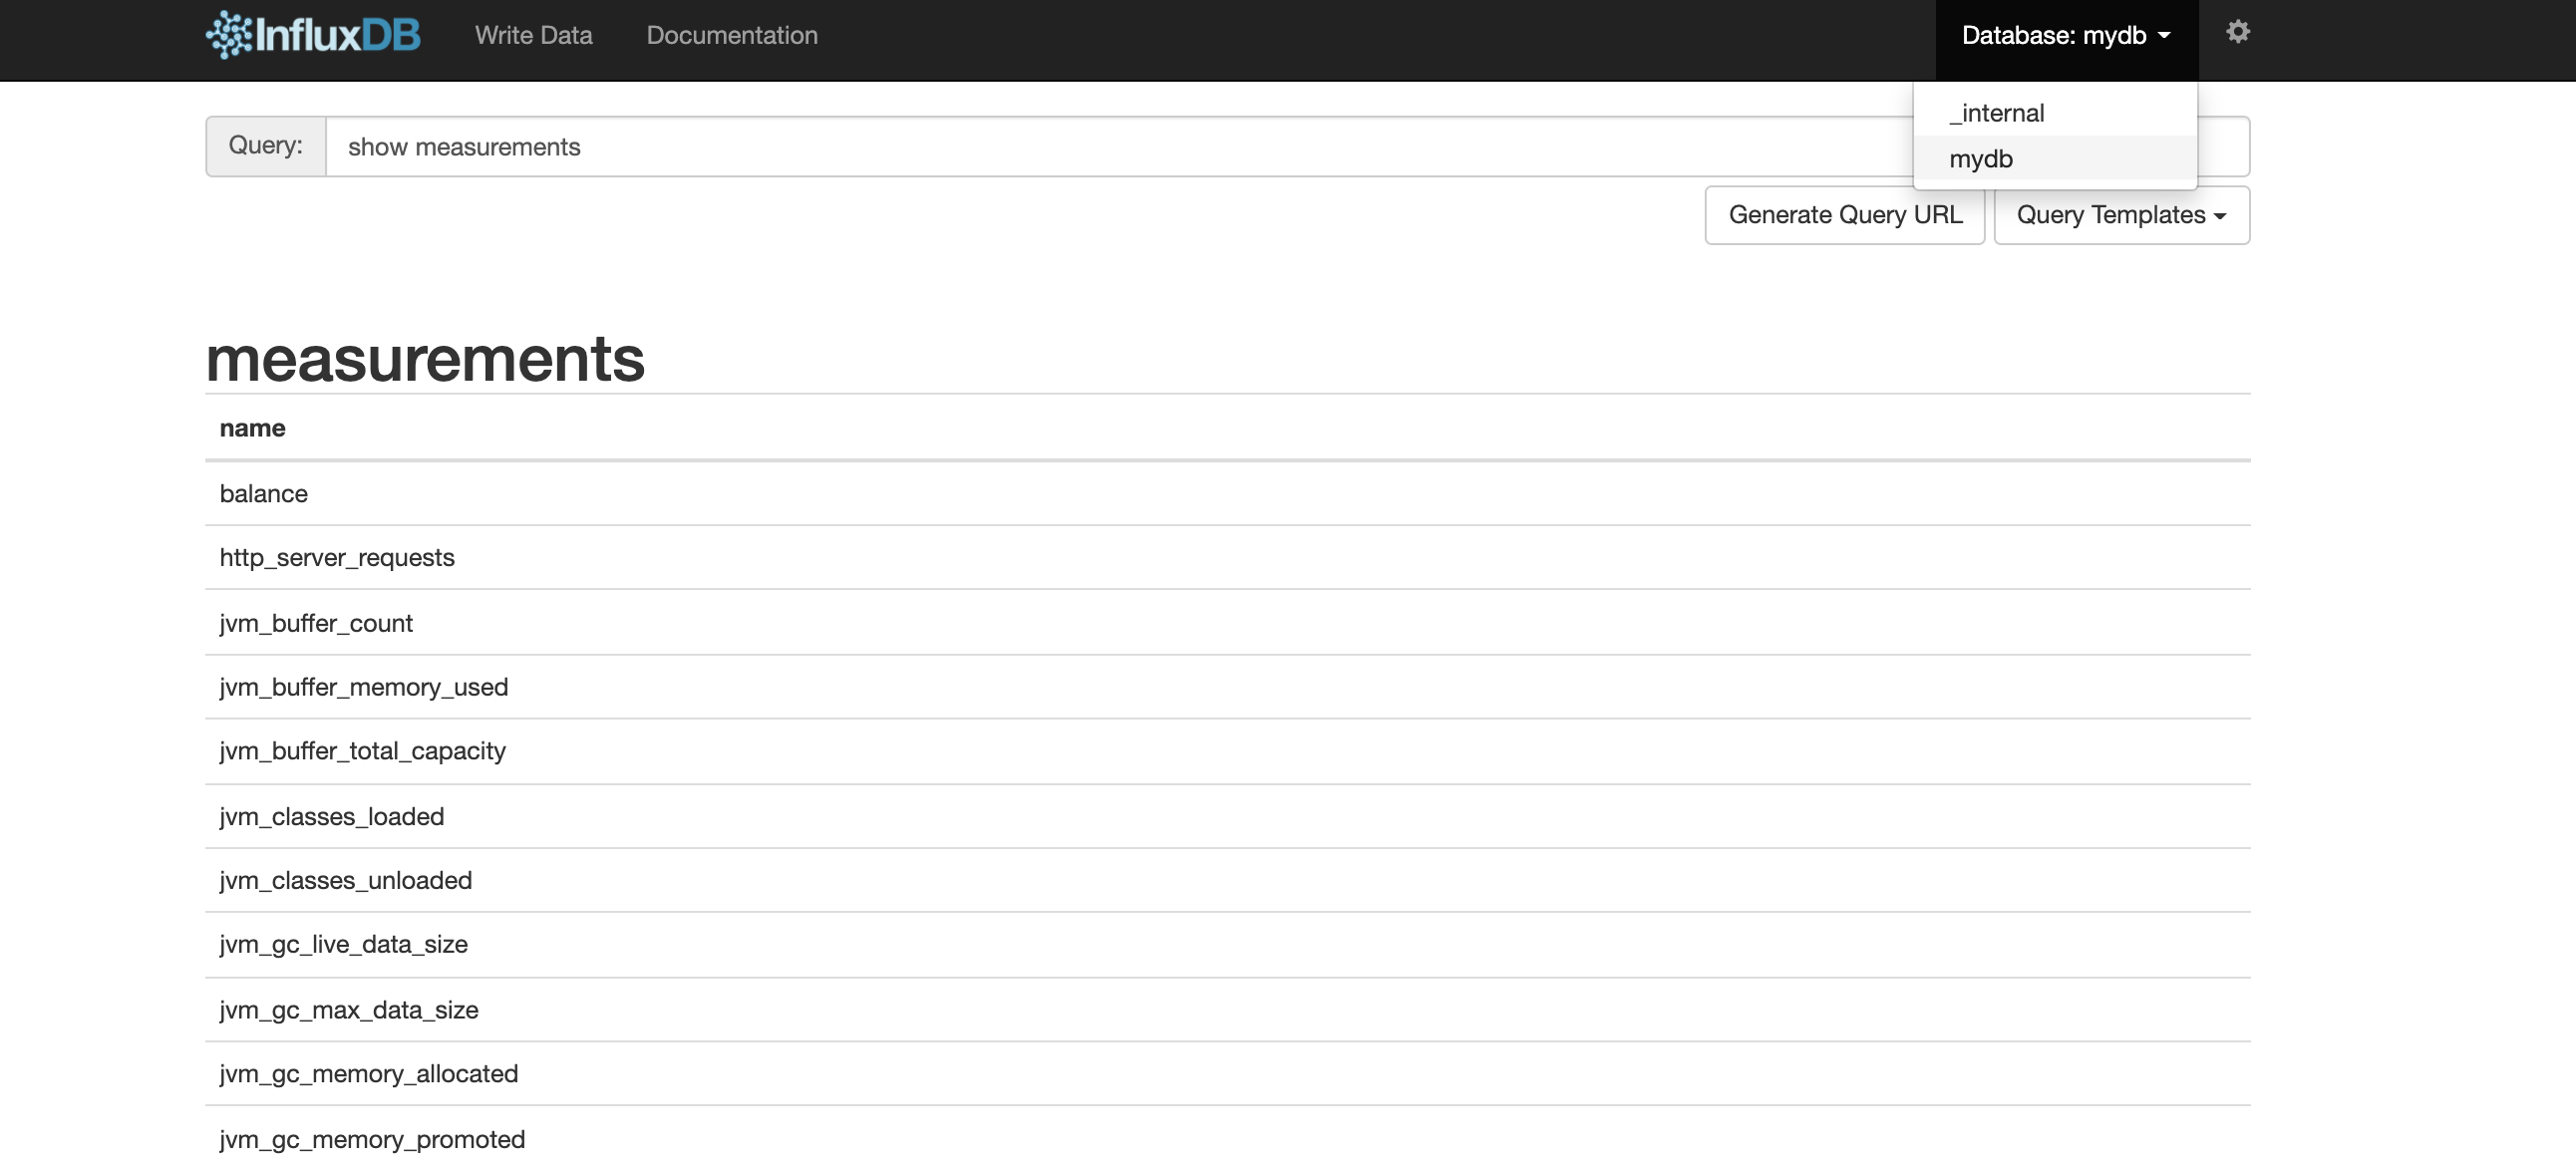 InfluxDB Write Data Documentation Database: mydb
_internal
mydb
Query: show measurements
Generate Query URL Query Templates
measurements
name
balance
http_server_requests
jvm_buffer_count
jvm_buffer_memory_used
jvm_buffer_total_capacity
jvm_classes_loaded
jvm_classes_unloaded
jvm_gc_live_data_size
jvm_gc_max_data_size
jvm_gc_memory_allocated
jvm_gc_memory_promoted